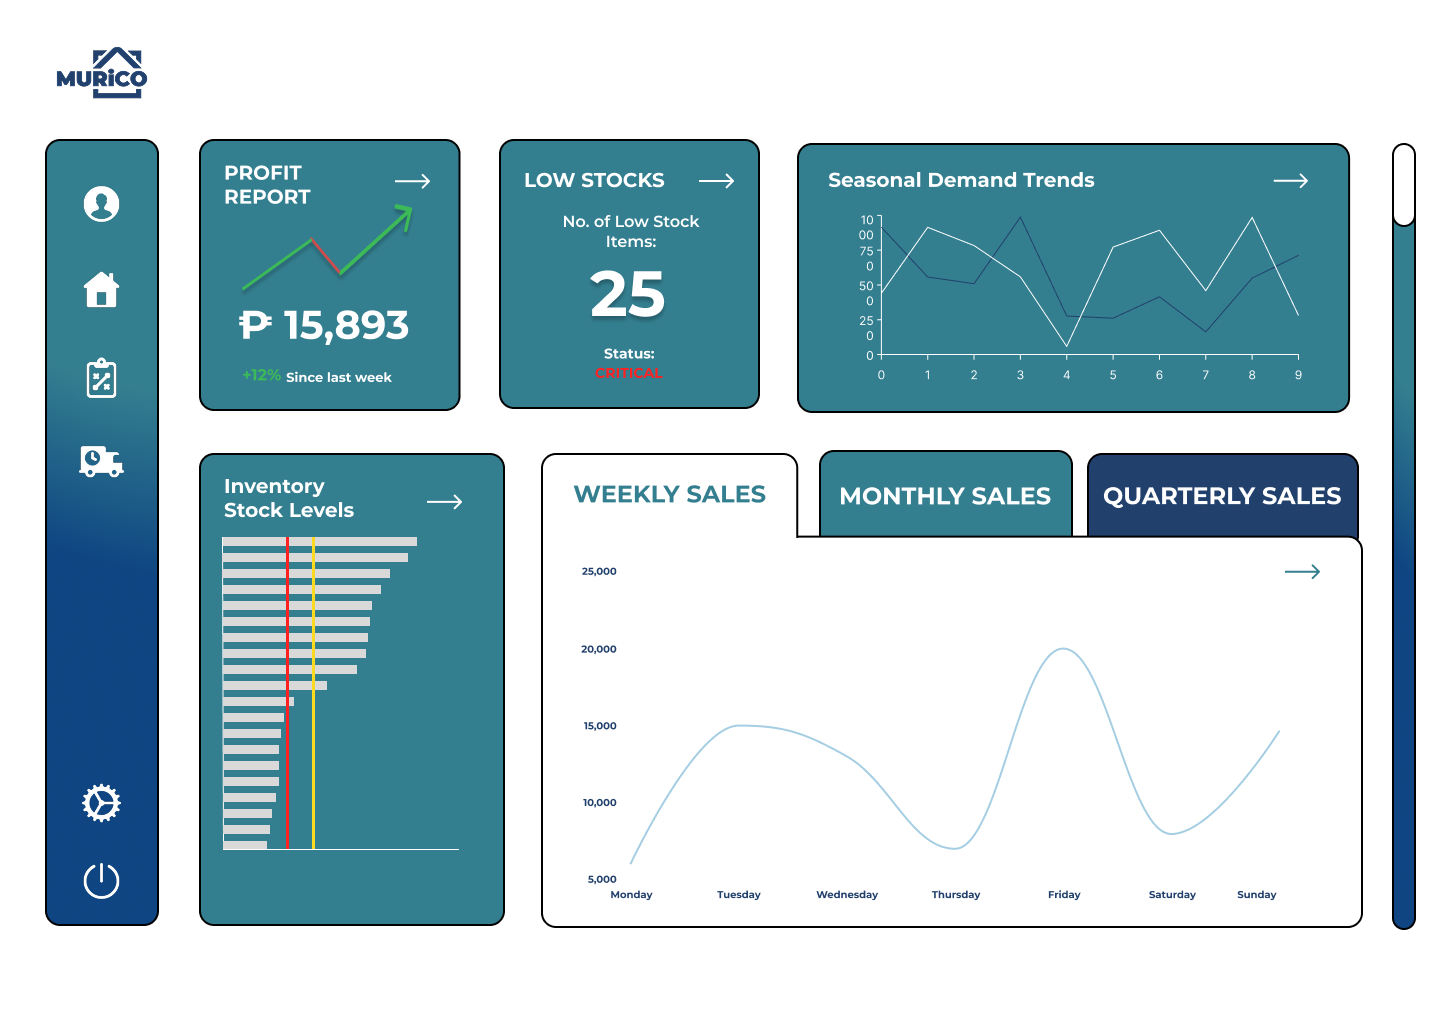 MURiCO
PROFIT
REPORT
₱ 15,893
+12% Since last week
LOW STOCKS
No. of Low Stock
Items:
25
Status:
CRITICAL
Seasonal Demand Trends
10
00
75
0
50
0
25
0
0
0 1 2 3 4 5 6 7 8 9
Inventory
Stock Levels
WEEKLY SALES
MONTHLY SALES
QUARTERLY SALES
25,000
20,000
15,000
10,000
5,000
Monday Tuesday Wednesday Thursday Friday Saturday Sunday